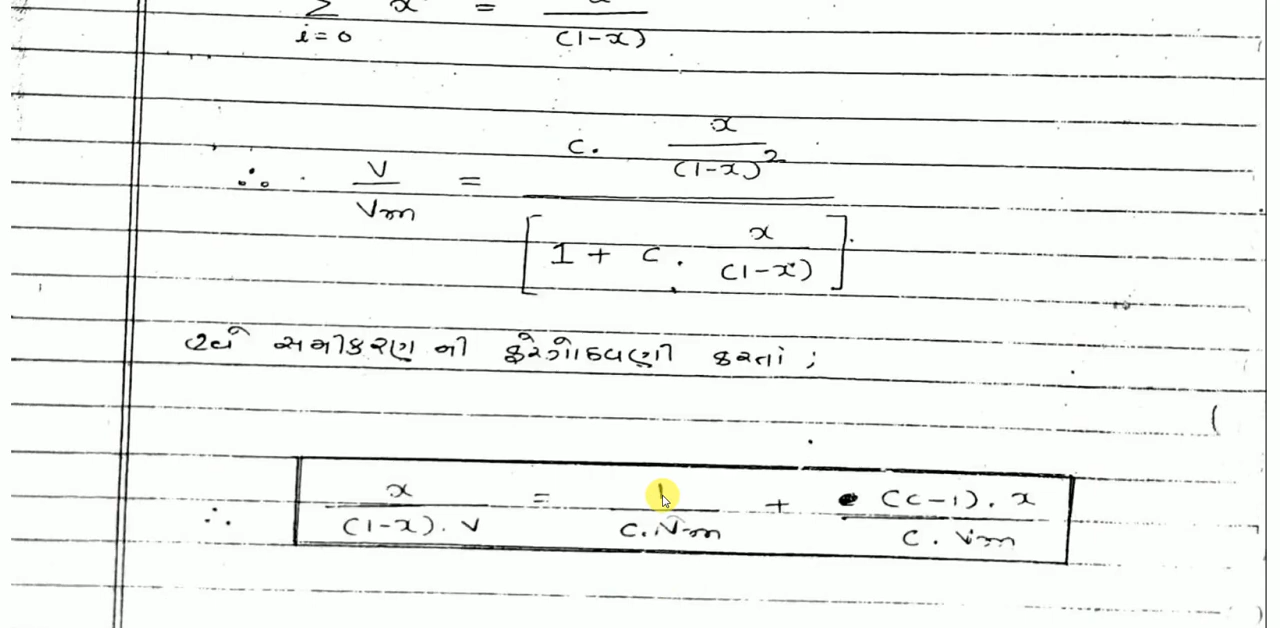 ∑ x = / (1-x)
i=0
∴ V/Vm = c. x/(1-x)² / [1 + c. x/(1-x)]
હવે સમીકરણ ની ફેરગોઠવણી કરતાં ;
∴ x/(1-x).V = 1/c.Vm + (c-1).x/c.Vm